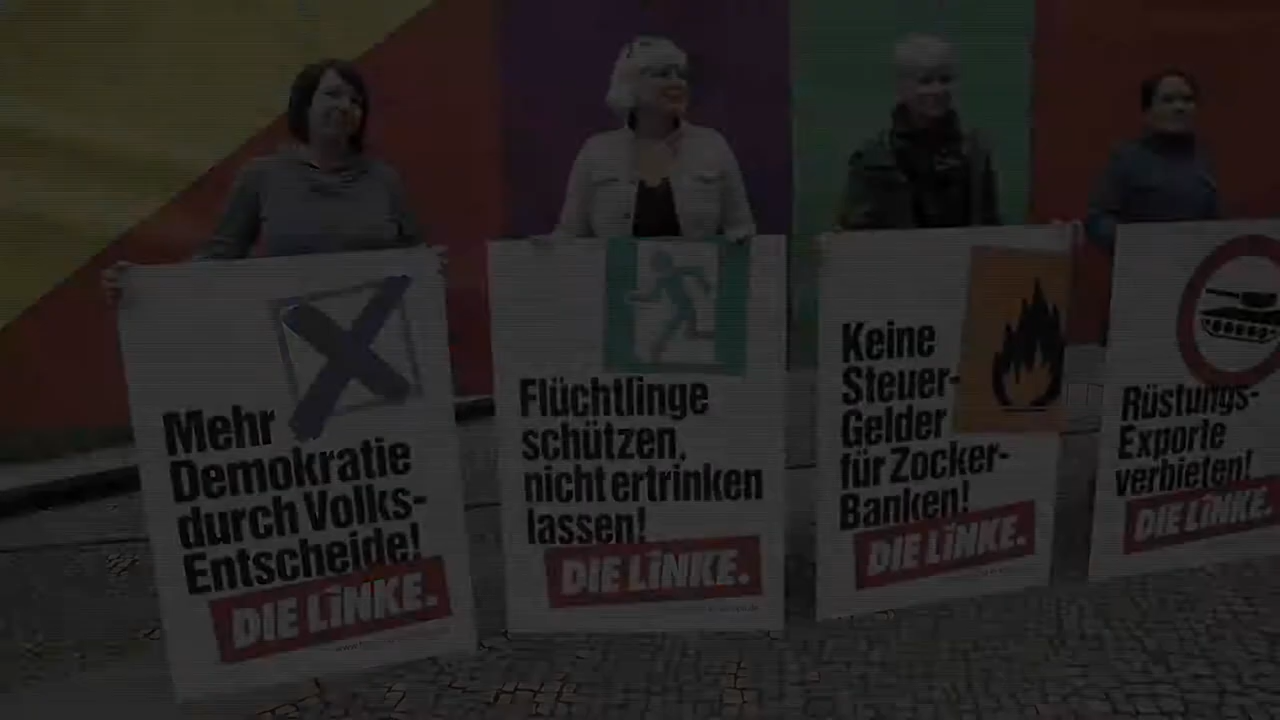 Mehr
Demokratie
durch Volks-
Entscheide!
DIE LINKE.
Flüchtlinge
schützen,
nicht ertrinken
lassen!
DIE LINKE.
Keine
Steuer-
Gelder
für Zocker-
Banken!
DIE LINKE.
Rüstungs-
Exporte
verbieten!
DIE LINKE.